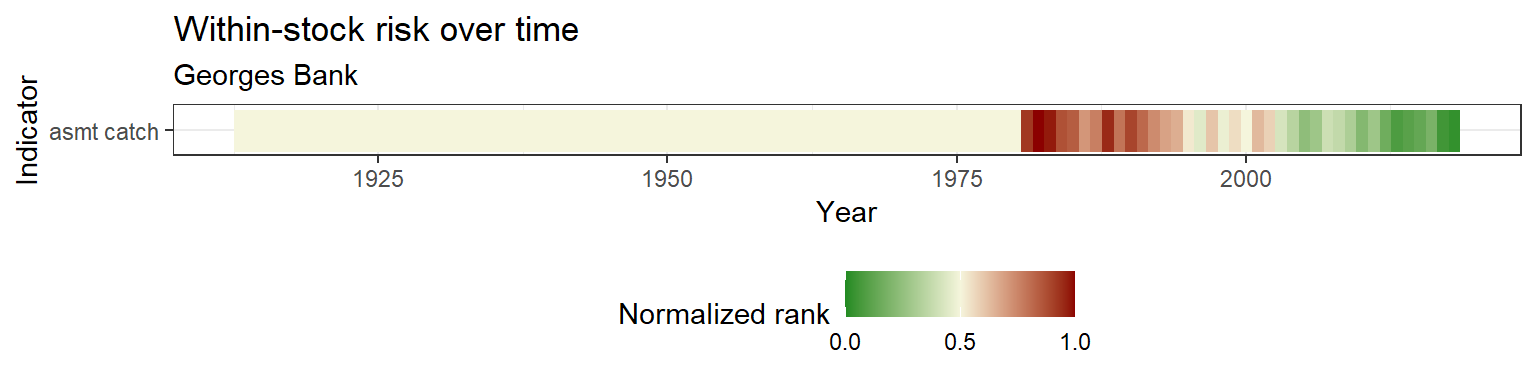 Within-stock risk over time
Georges Bank
Indicator
asmt catch
1925 1950 1975 2000
Year
Normalized rank
0.0 0.5 1.0